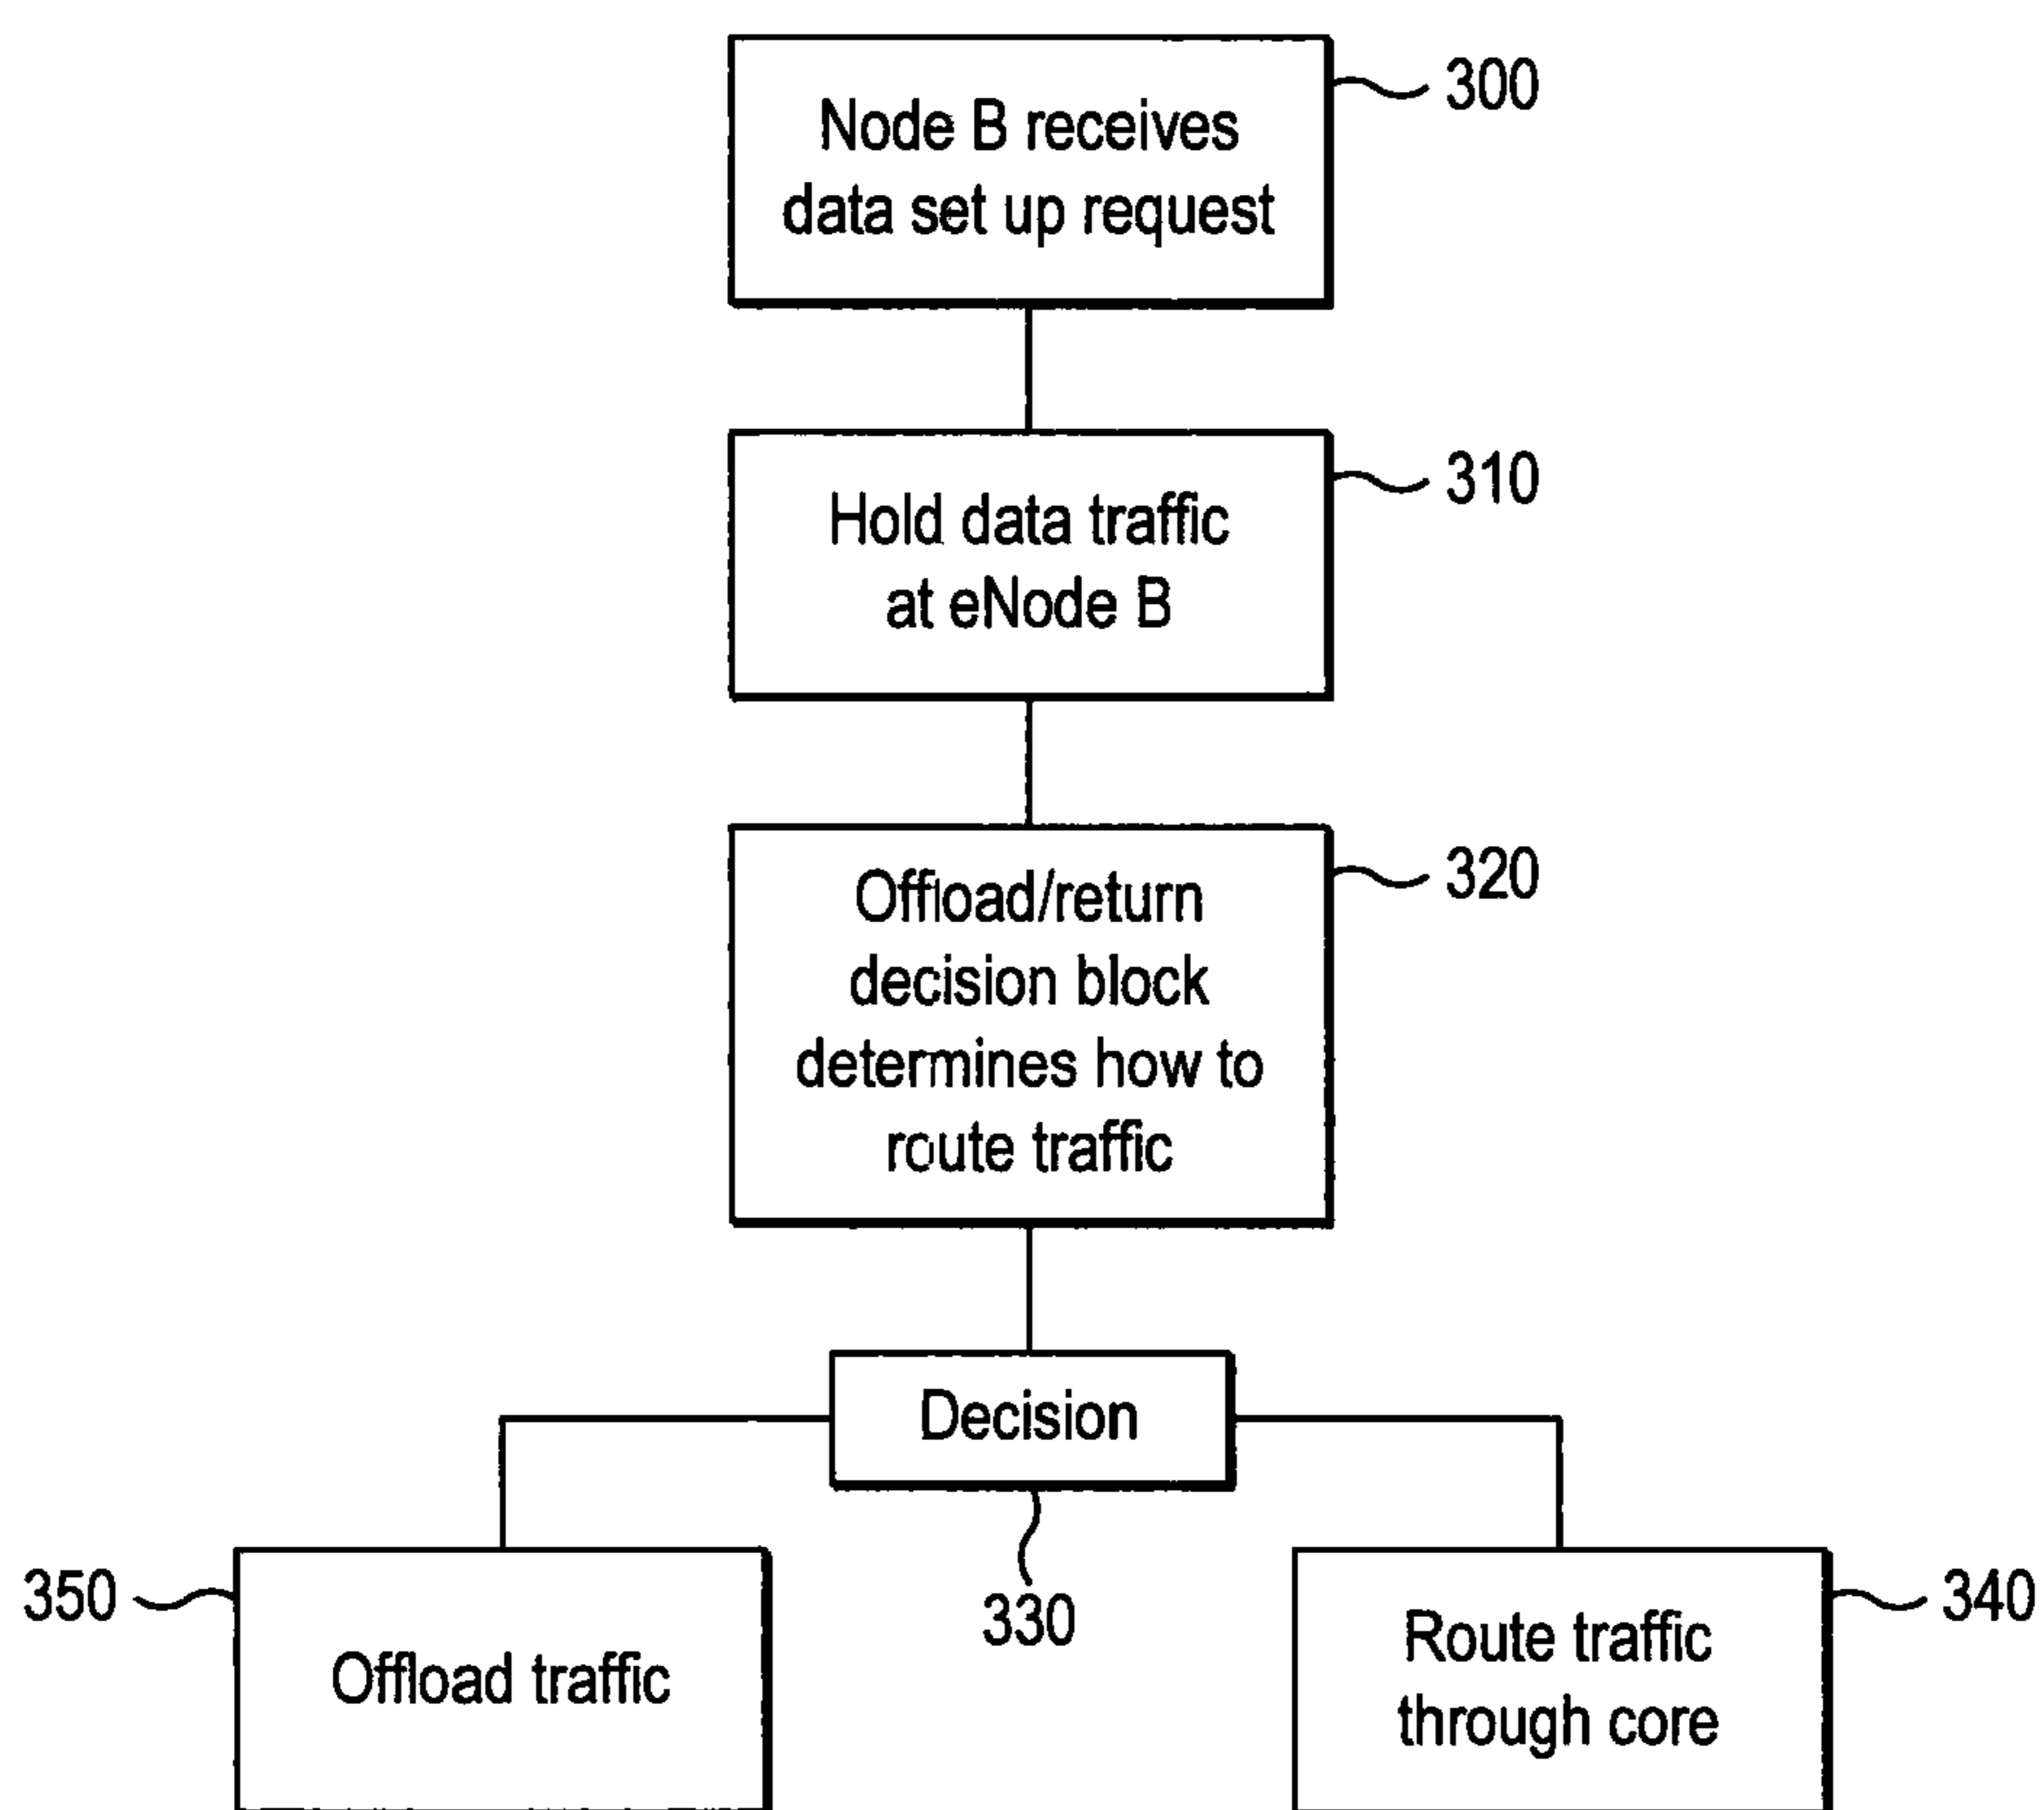 Node B receives
data set up request
300
Hold data traffic
at eNode B
310
Offload/return
decision block
determines how to
route traffic
320
Decision
330
350
Offload traffic
Route traffic
through core
340